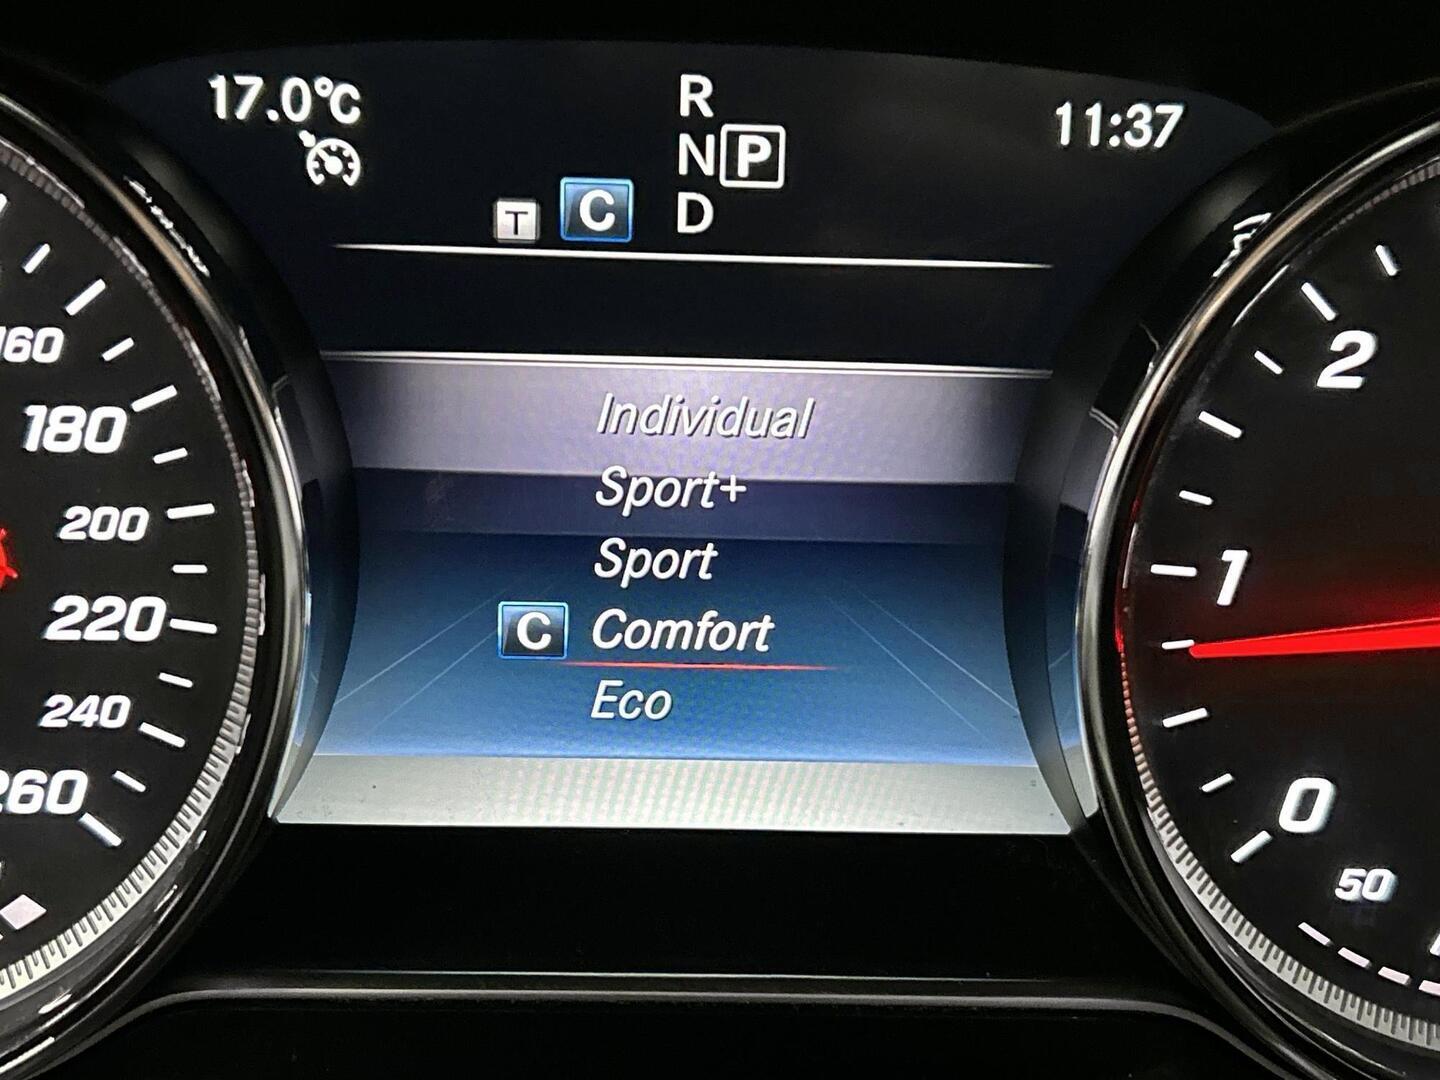 17.0°C
R
11:37
N P
T C D
160
180
200
220
240
260
Individual
Sport+
Sport
C Comfort
Eco
2
1
0
50